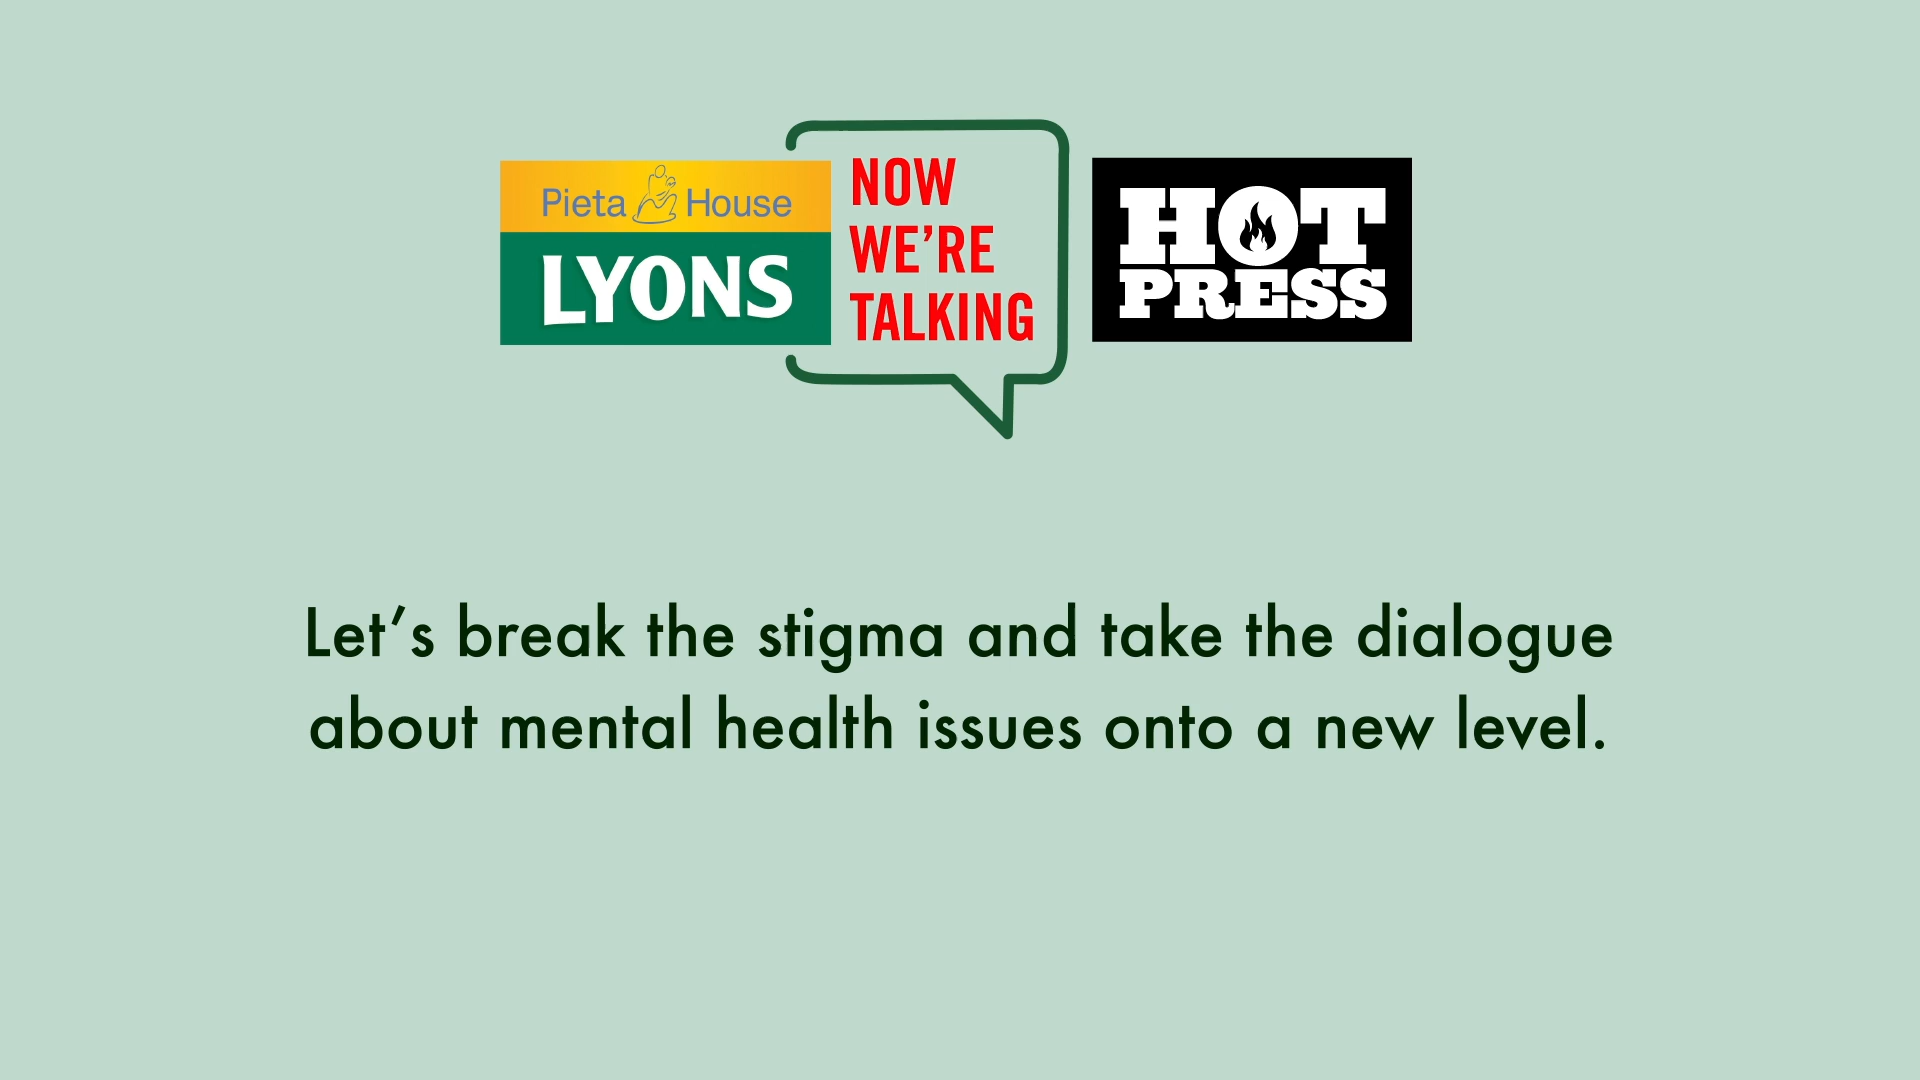 Pieta House
LYONS
NOW
WE'RE
TALKING
HOT
PRESS
Let's break the stigma and take the dialogue
about mental health issues onto a new level.